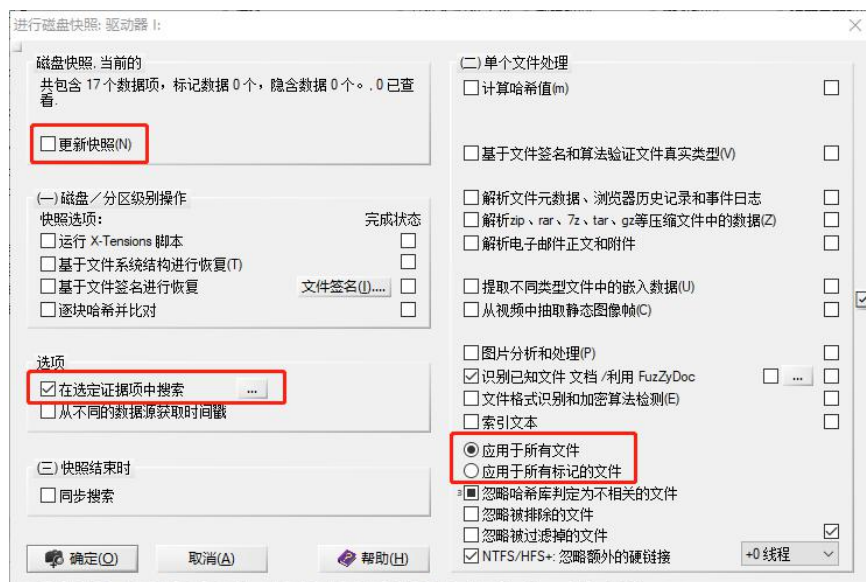 进行磁盘快照: 驱动器 I:
磁盘快照.当前的
共包含 17 个数据项，标记数据 0 个，隐含数据 0 个。. 0 已查
看.
更新快照(N)
(一)磁盘／分区级别操作
快照选项: 完成状态
运行 X-Tensions 脚本
基于文件系统结构进行恢复(T)
基于文件签名进行恢复 文件签名(I)....
逐块哈希并比对
选项
在选定证据项中搜索 ...
从不同的数据源获取时间戳
(三)快照结束时
同步搜索
确定(O) 取消(A) 帮助(H)
(二)单个文件处理
计算哈希值(m)
基于文件签名和算法验证文件真实类型(V)
解析文件元数据、浏览器历史记录和事件日志
解析zip、rar、7z、tar、gz等压缩文件中的数据(Z)
解析电子邮件正文和附件
提取不同类型文件中的嵌入数据(U)
从视频中抽取静态图像帧(C)
图片分析和处理(P)
识别已知文件 文档 /利用 FuzZyDoc ...
文件格式识别和加密算法检测(E)
索引文本
应用于所有文件
应用于所有标记的文件
³ 忽略哈希库判定为不相关的文件
忽略被排除的文件
忽略被过滤掉的文件
NTFS/HFS+: 忽略额外的硬链接 +0 线程